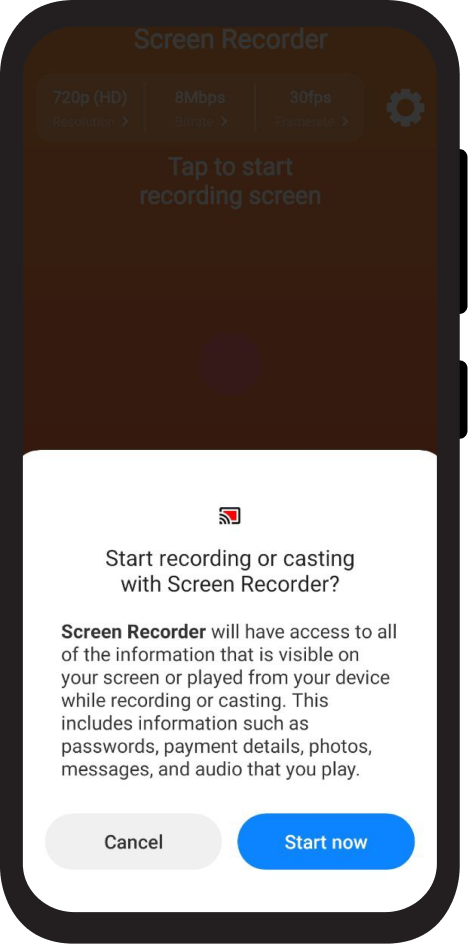 Screen Recorder
720p (HD) 8Mbps 30fps
Resolution > Bitrate > Framerate >
Tap to start
recording screen
Start recording or casting
with Screen Recorder?
Screen Recorder will have access to all
of the information that is visible on
your screen or played from your device
while recording or casting. This
includes information such as
passwords, payment details, photos,
messages, and audio that you play.
Cancel Start now